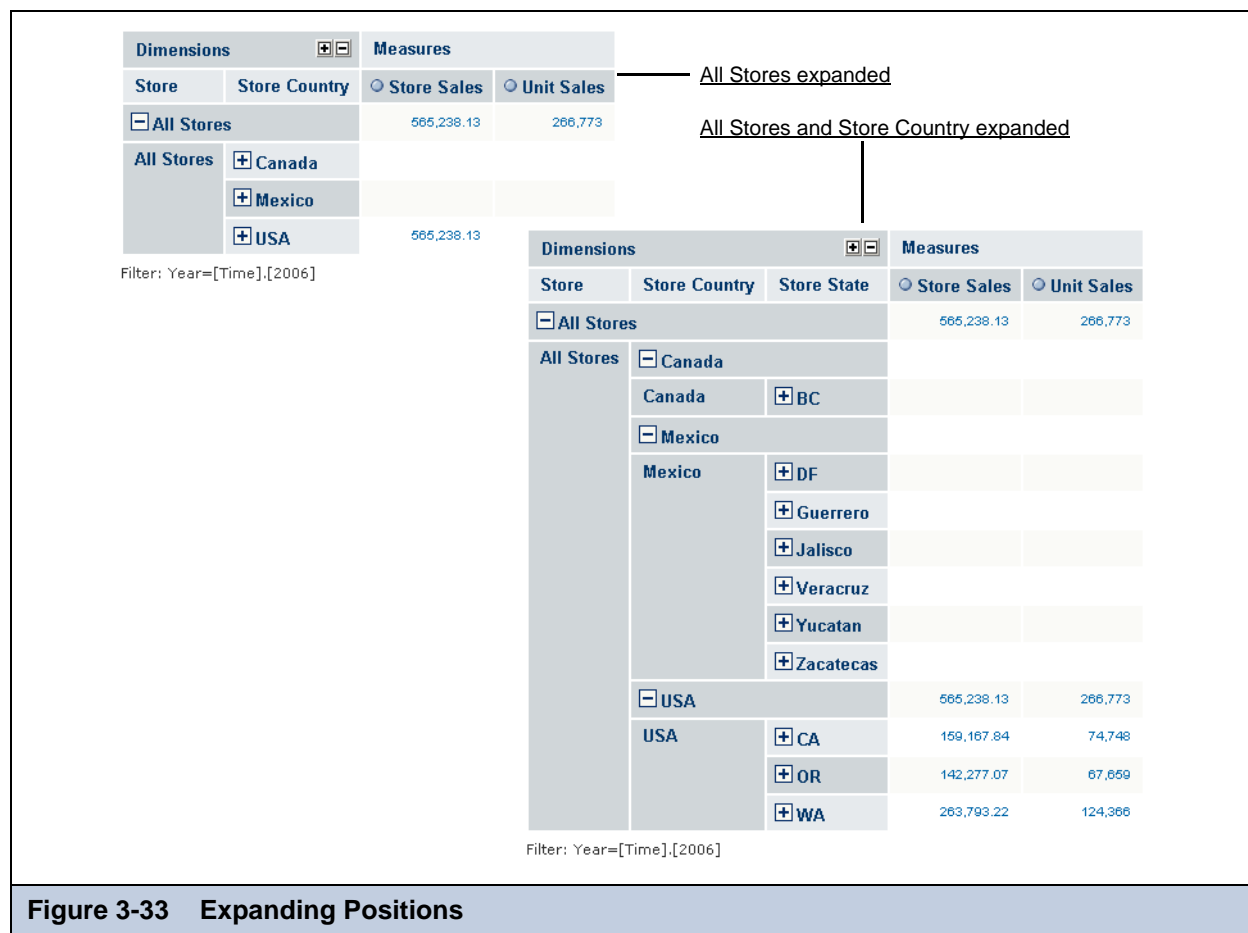 Dimensions Measures
Store Store Country Store Sales Unit Sales
All Stores 565,238.13 266,773
All Stores Canada
Mexico
USA 565,238.13
Filter: Year=[Time].[2006]
All Stores expanded
All Stores and Store Country expanded
Dimensions Measures
Store Store Country Store State Store Sales Unit Sales
All Stores 565,238.13 266,773
All Stores Canada
Canada BC
Mexico
Mexico DF
Guerrero
Jalisco
Veracruz
Yucatan
Zacatecas
USA 565,238.13 266,773
USA CA 159,167.84 74,748
OR 142,277.07 67,659
WA 263,793.22 124,366
Filter: Year=[Time].[2006]
Figure 3-33 Expanding Positions